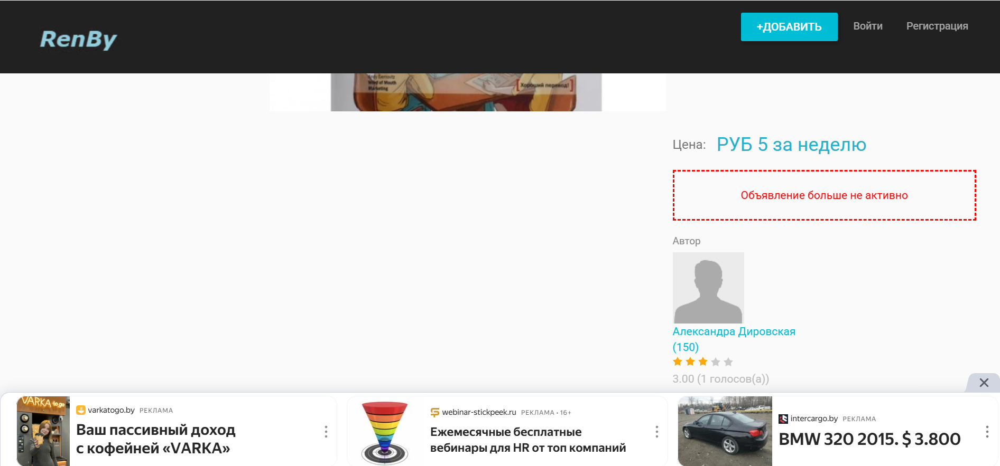 RenBy
+ДОБАВИТЬ
Войти
Регистрация
Andy Sernovitz
Word of Mouth
Marketing
Хороший перевод!
Цена: РУБ 5 за неделю
Объявление больше не активно
Автор
Александра Дировская
(150)
3.00 (1 голосов(а))
VARKA to go
varkatogo.by РЕКЛАМА
Ваш пассивный доход
с кофейней «VARKA»
webinar-stickpeek.ru РЕКЛАМА • 16+
Ежемесячные бесплатные
вебинары для HR от топ компаний
intercargo.by РЕКЛАМА
BMW 320 2015. $ 3.800